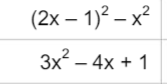 (2x – 1)² – x²
3x² – 4x + 1